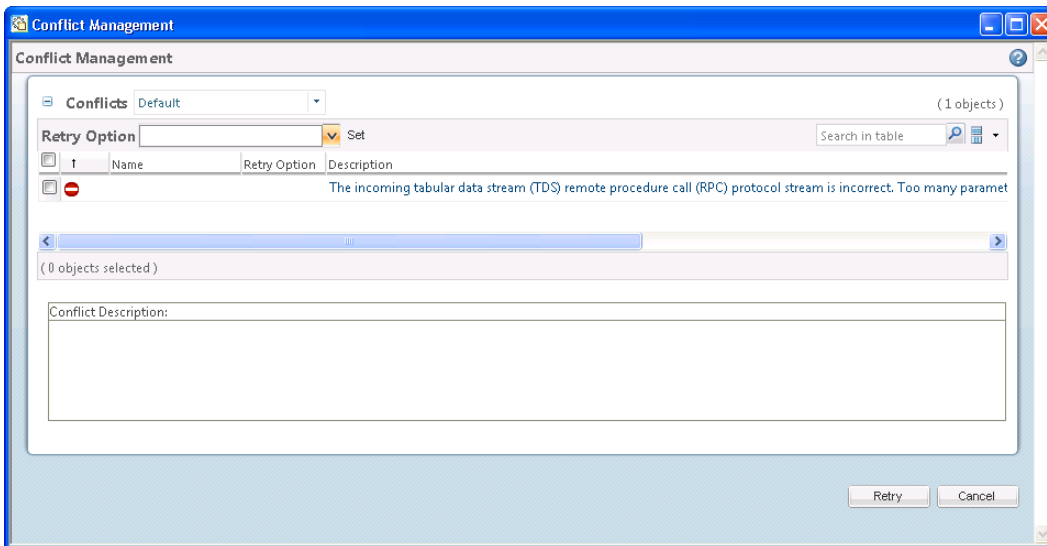 Conflict Management
Conflict Management
Conflicts Default
( 1 objects )
Retry Option Set
Search in table
↑ Name Retry Option Description
The incoming tabular data stream (TDS) remote procedure call (RPC) protocol stream is incorrect. Too many paramet
( 0 objects selected )
Conflict Description:
Retry Cancel